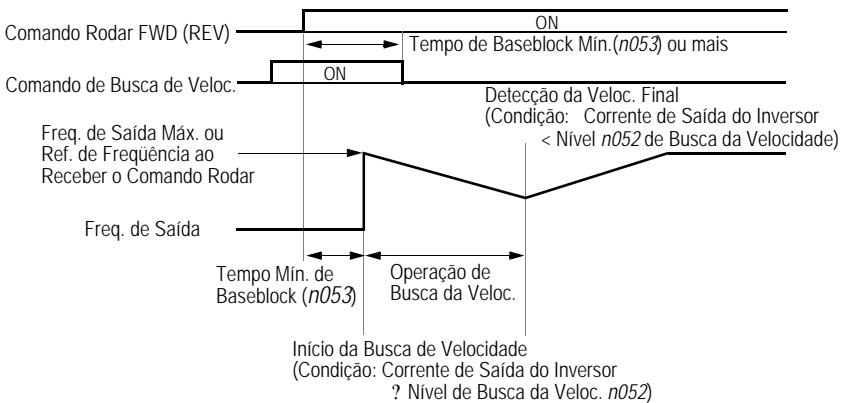 ON
Comando Rodar FWD (REV)
Tempo de Baseblock Mín.(n053) ou mais
ON
Comando de Busca de Veloc.
Detecção da Veloc. Final
(Condição: Corrente de Saída do Inversor
< Nível n052 de Busca da Velocidade)
Freq. de Saída Máx. ou
Ref. de Freqüência ao
Receber o Comando Rodar
Freq. de Saída
Tempo Mín. de
Baseblock (n053)
Operação de
Busca da Veloc.
Início da Busca de Velocidade
(Condição: Corrente de Saída do Inversor
? Nível de Busca da Veloc. n052)